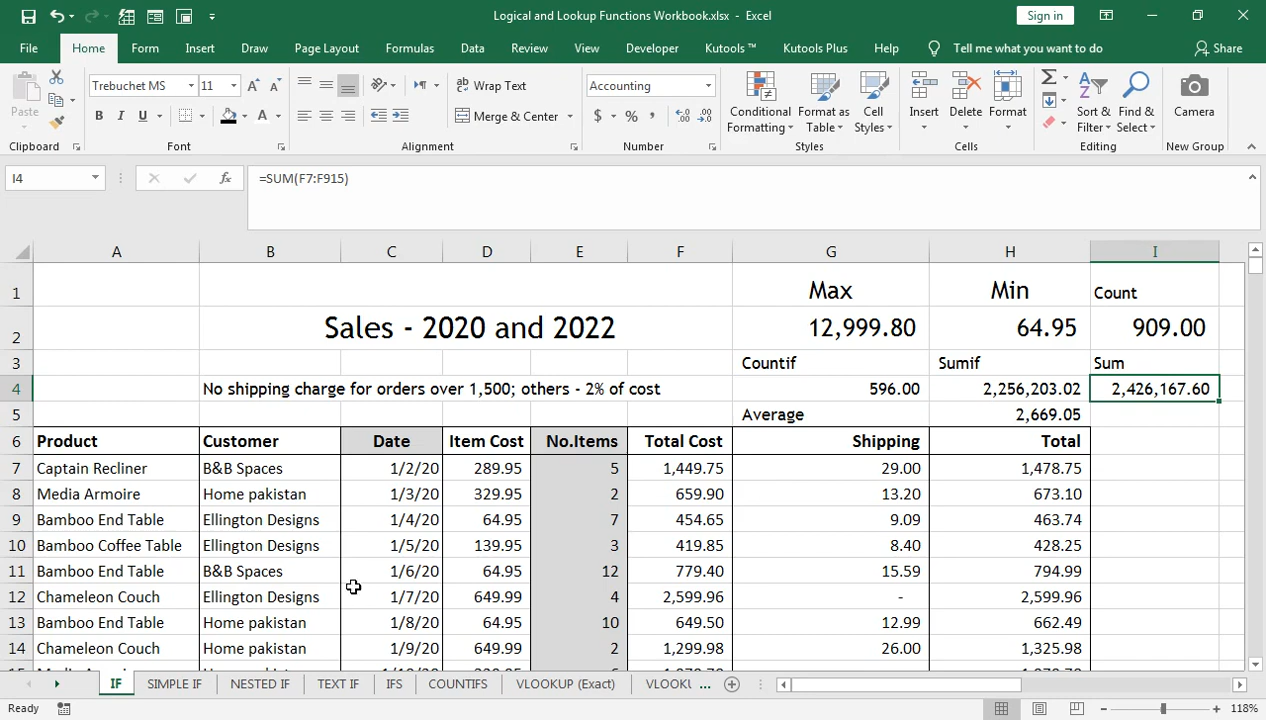 Logical and Lookup Functions Workbook.xlsx - Excel
Sign in
File Home Form Insert Draw Page Layout Formulas Data Review View Developer Kutools ™ Kutools Plus Help Tell me what you want to do Share
Paste
Trebuchet MS 11
Wrap Text
Merge & Center
Accounting
Conditional Formatting
Format as Table
Cell Styles
Insert
Delete
Format
Sort & Filter
Find & Select
Camera
Clipboard Font Alignment Number Styles Cells Editing New Group
I4 fx =SUM(F7:F915)
A B C D E F G H I
1 Max Min Count
2 Sales - 2020 and 2022 12,999.80 64.95 909.00
3 Countif Sumif Sum
4 No shipping charge for orders over 1,500; others - 2% of cost 596.00 2,256,203.02 2,426,167.60
5 Average 2,669.05
6 Product Customer Date Item Cost No.Items Total Cost Shipping Total
7 Captain Recliner B&B Spaces 1/2/20 289.95 5 1,449.75 29.00 1,478.75
8 Media Armoire Home pakistan 1/3/20 329.95 2 659.90 13.20 673.10
9 Bamboo End Table Ellington Designs 1/4/20 64.95 7 454.65 9.09 463.74
10 Bamboo Coffee Table Ellington Designs 1/5/20 139.95 3 419.85 8.40 428.25
11 Bamboo End Table B&B Spaces 1/6/20 64.95 12 779.40 15.59 794.99
12 Chameleon Couch Ellington Designs 1/7/20 649.99 4 2,599.96 - 2,599.96
13 Bamboo End Table Home pakistan 1/8/20 64.95 10 649.50 12.99 662.49
14 Chameleon Couch Home pakistan 1/9/20 649.99 2 1,299.98 26.00 1,325.98
IF SIMPLE IF NESTED IF TEXT IF IFS COUNTIFS VLOOKUP (Exact) VLOOKU ...
Ready 118%